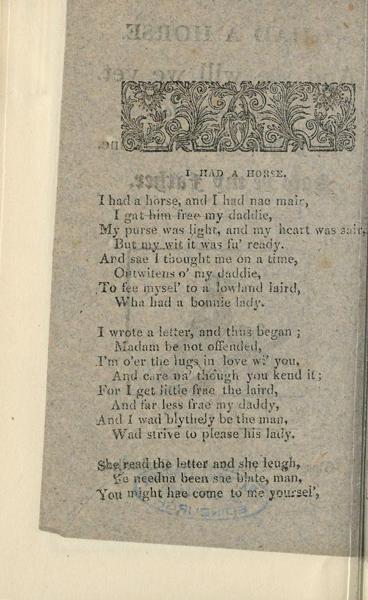 I HAD A HORSE.
I had a horse, and I had nae mair,
I gat him frae my daddie,
My purse was light, and my heart was sair,
But my wit it was fu' ready.
And sae I thought me on a time,
Outwitens o' my daddie,
To fee mysel' to a lowland laird,
Wha had a bonnie lady.
I wrote a letter, and thus began ;
Madam be not offended,
I'm o'er the lugs in love wi' you,
And care na' though you kend it ;
For I get little frae the laird,
And far less frae my daddy,
And I wad blythely be the man,
Wad strive to please his lady.
She read the letter and she leugh,
Ye needna been sae blate, man,
You might hae come to me yoursel',